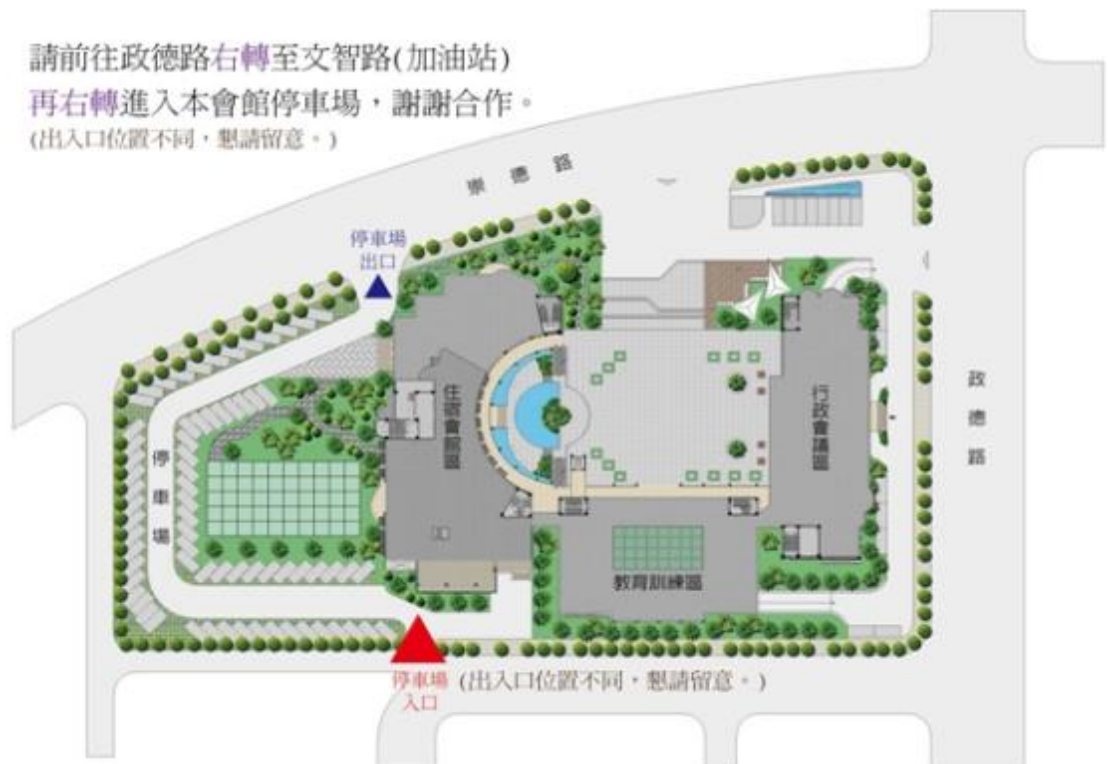 請前往政德路右轉至文智路(加油站)
再右轉進入本會館停車場，謝謝合作。
(出入口位置不同，懇請留意。)
崇德路
停車場
出口
住宿會館區
行政會議區
政德路
停車場
教育訓練區
停車場
入口
(出入口位置不同，懇請留意。)